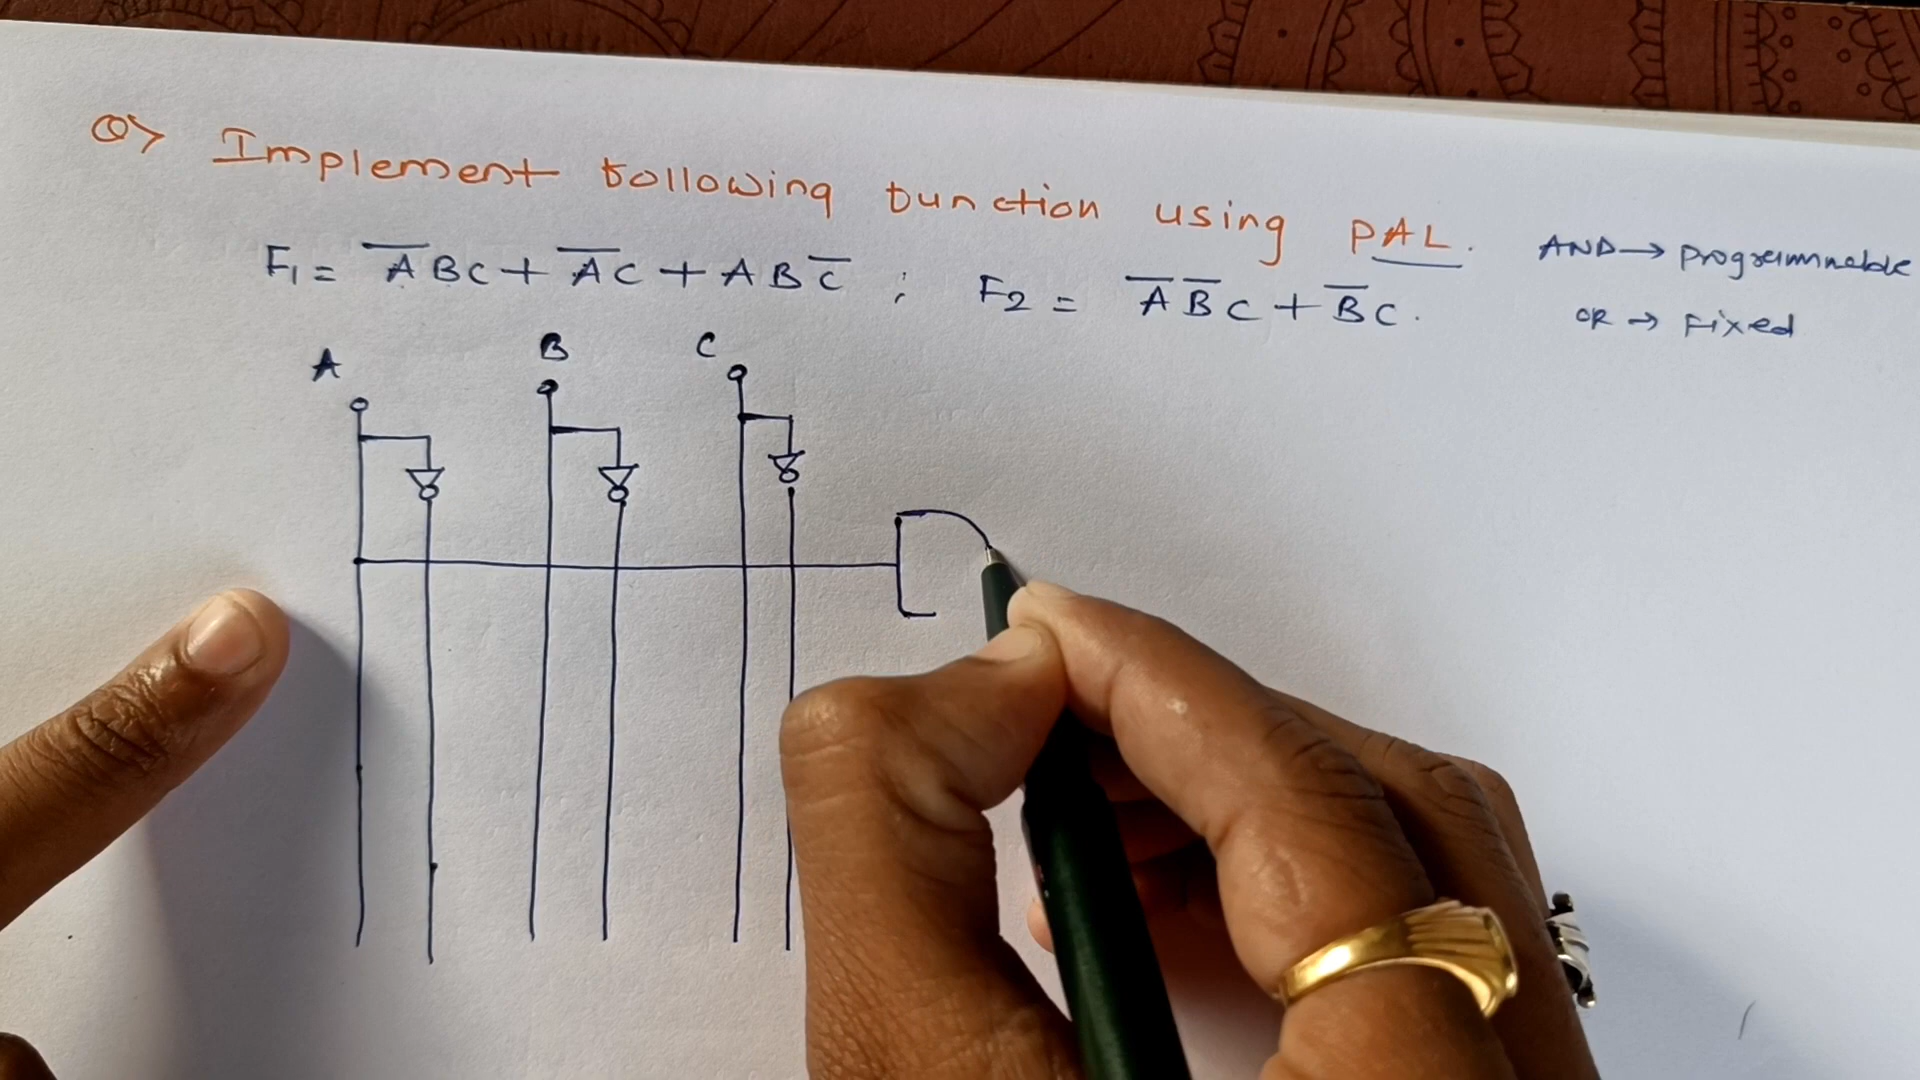 Q> Implement following function using PAL.
AND → Programmable
F₁ = A̅BC + A̅C + ABC̅ ; F₂ = A̅B̅C + B̅C.
OR → Fixed
A B C